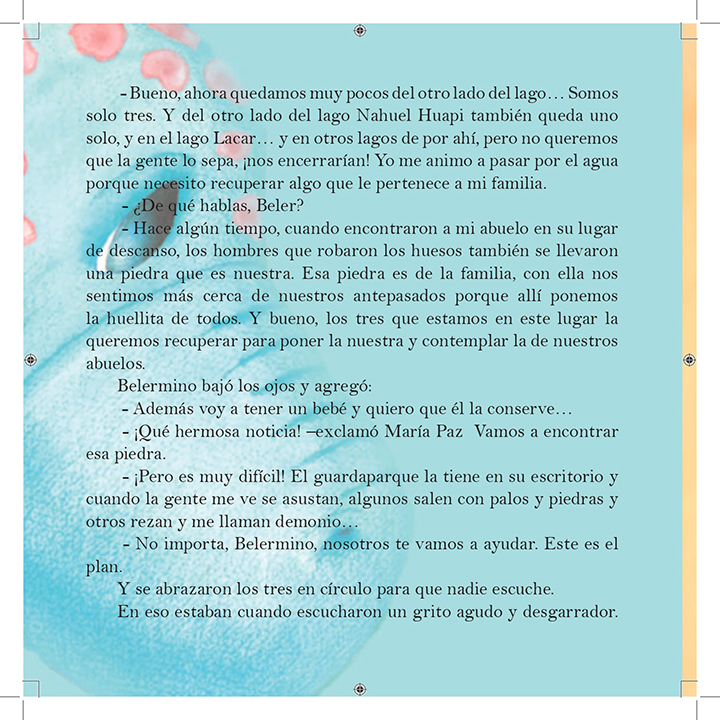 - Bueno, ahora quedamos muy pocos del otro lado del lago… Somos
solo tres. Y del otro lado del lago Nahuel Huapi también queda uno
solo, y en el lago Lacar… y en otros lagos de por ahí, pero no queremos
que la gente lo sepa, ¡nos encerrarían! Yo me animo a pasar por el agua
porque necesito recuperar algo que le pertenece a mi familia.
- ¿De qué hablas, Beler?
- Hace algún tiempo, cuando encontraron a mi abuelo en su lugar
de descanso, los hombres que robaron los huesos también se llevaron
una piedra que es nuestra. Esa piedra es de la familia, con ella nos
sentimos más cerca de nuestros antepasados porque allí ponemos
la huellita de todos. Y bueno, los tres que estamos en este lugar la
queremos recuperar para poner la nuestra y contemplar la de nuestros
abuelos.
Belermino bajó los ojos y agregó:
- Además voy a tener un bebé y quiero que él la conserve…
- ¡Qué hermosa noticia! –exclamó María Paz  Vamos a encontrar
esa piedra.
- ¡Pero es muy difícil! El guardaparque la tiene en su escritorio y
cuando la gente me ve se asustan, algunos salen con palos y piedras y
otros rezan y me llaman demonio…
- No importa, Belermino, nosotros te vamos a ayudar. Este es el
plan.
Y se abrazaron los tres en círculo para que nadie escuche.
En eso estaban cuando escucharon un grito agudo y desgarrador.